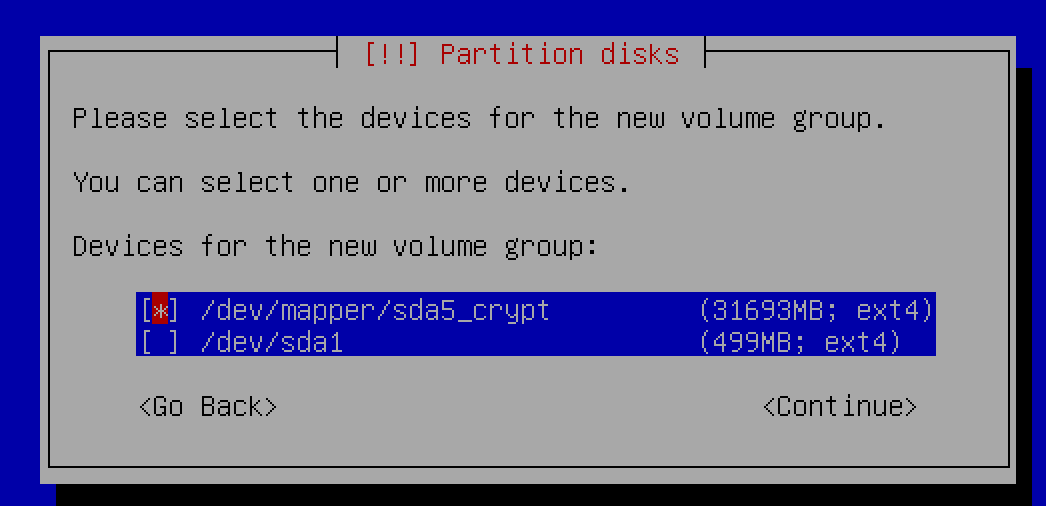 [!!] Partition disks
Please select the devices for the new volume group.
You can select one or more devices.
Devices for the new volume group:
[*] /dev/mapper/sda5_crypt (31693MB; ext4)
[ ] /dev/sda1 (499MB; ext4)
<Go Back> <Continue>